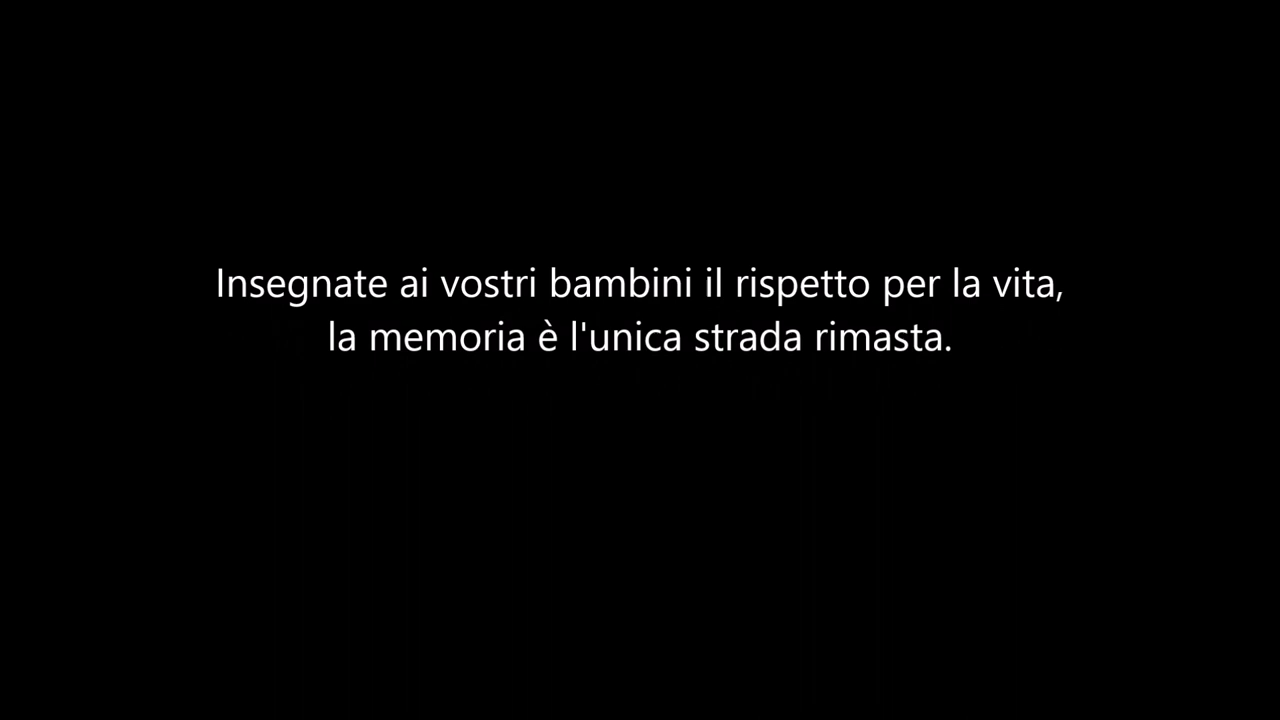 Insegnate ai vostri bambini il rispetto per la vita,
la memoria è l'unica strada rimasta.